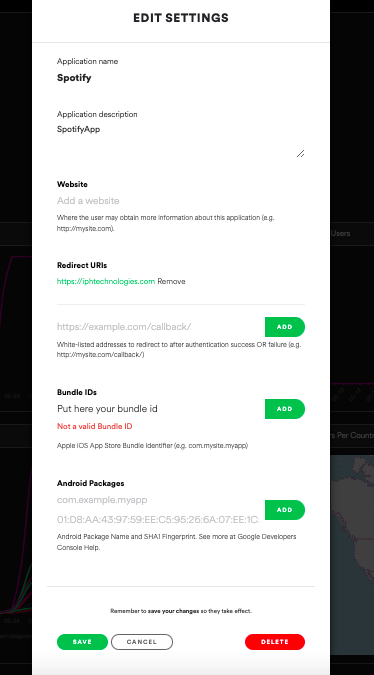 EDIT SETTINGS
Application name
Spotify
Application description
SpotifyApp
Website
Add a website
Where the user may obtain more information about this application (e.g.
http://mysite.com).
Users
Redirect URIs
https://iphtechnologies.com Remove
https://example.com/callback/ ADD
White-listed addresses to redirect to after authentication success OR failure (e.g.
http://mysite.com/callback/)
Bundle IDs
Put here your bundle id ADD
Not a valid Bundle ID
Apple iOS App Store Bundle Identifier (e.g. com.mysite.myapp)
s Per Count
Android Packages
com.example.myapp
ADD
01:D8:AA:43:97:59:EE:C5:95:26:6A:07:EE:1C
Android Package Name and SHA1 Fingerprint. See more at Google Developers
Console Help.
Remember to save your changes so they take effect.
SAVE CANCEL DELETE